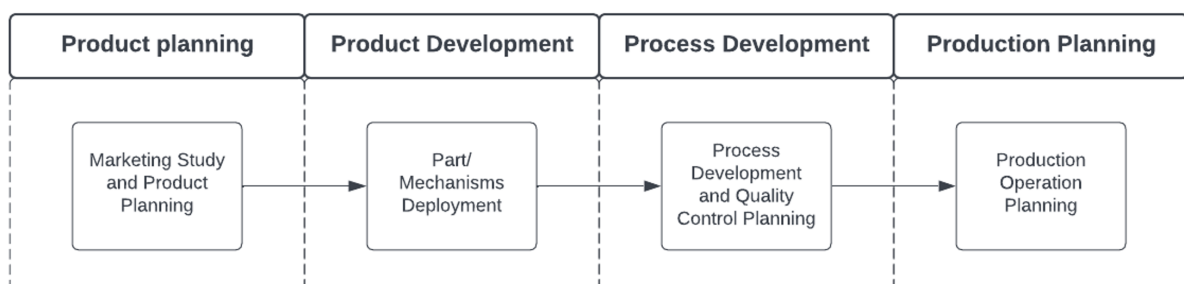 Product planning
Product Development
Process Development
Production Planning
Marketing Study
and Product
Planning
Part/
Mechanisms
Deployment
Process
Development
and Quality
Control Planning
Production
Operation
Planning